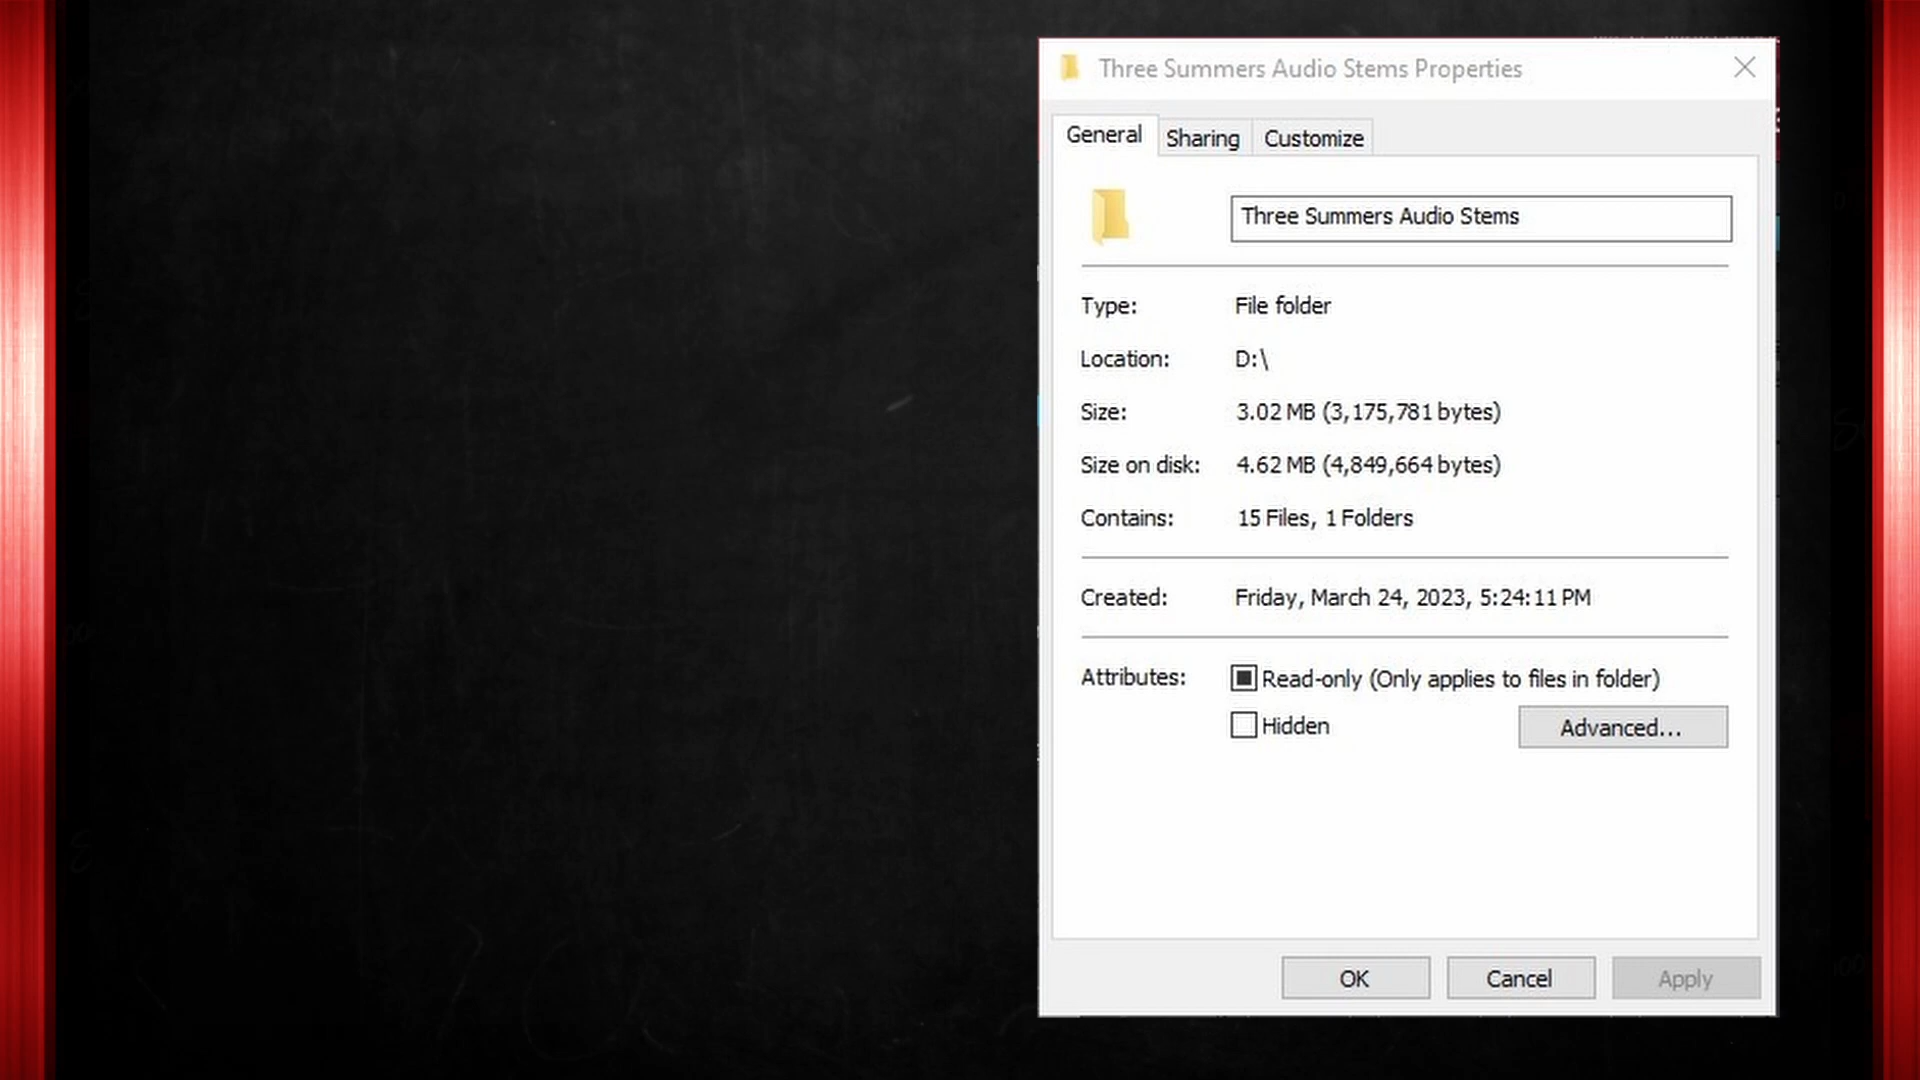 Three Summers Audio Stems Properties
General Sharing Customize
Three Summers Audio Stems
Type: File folder
Location: D:\
Size: 3.02 MB (3,175,781 bytes)
Size on disk: 4.62 MB (4,849,664 bytes)
Contains: 15 Files, 1 Folders
Created: Friday, March 24, 2023, 5:24:11 PM
Attributes: Read-only (Only applies to files in folder)
Hidden Advanced...
OK Cancel Apply